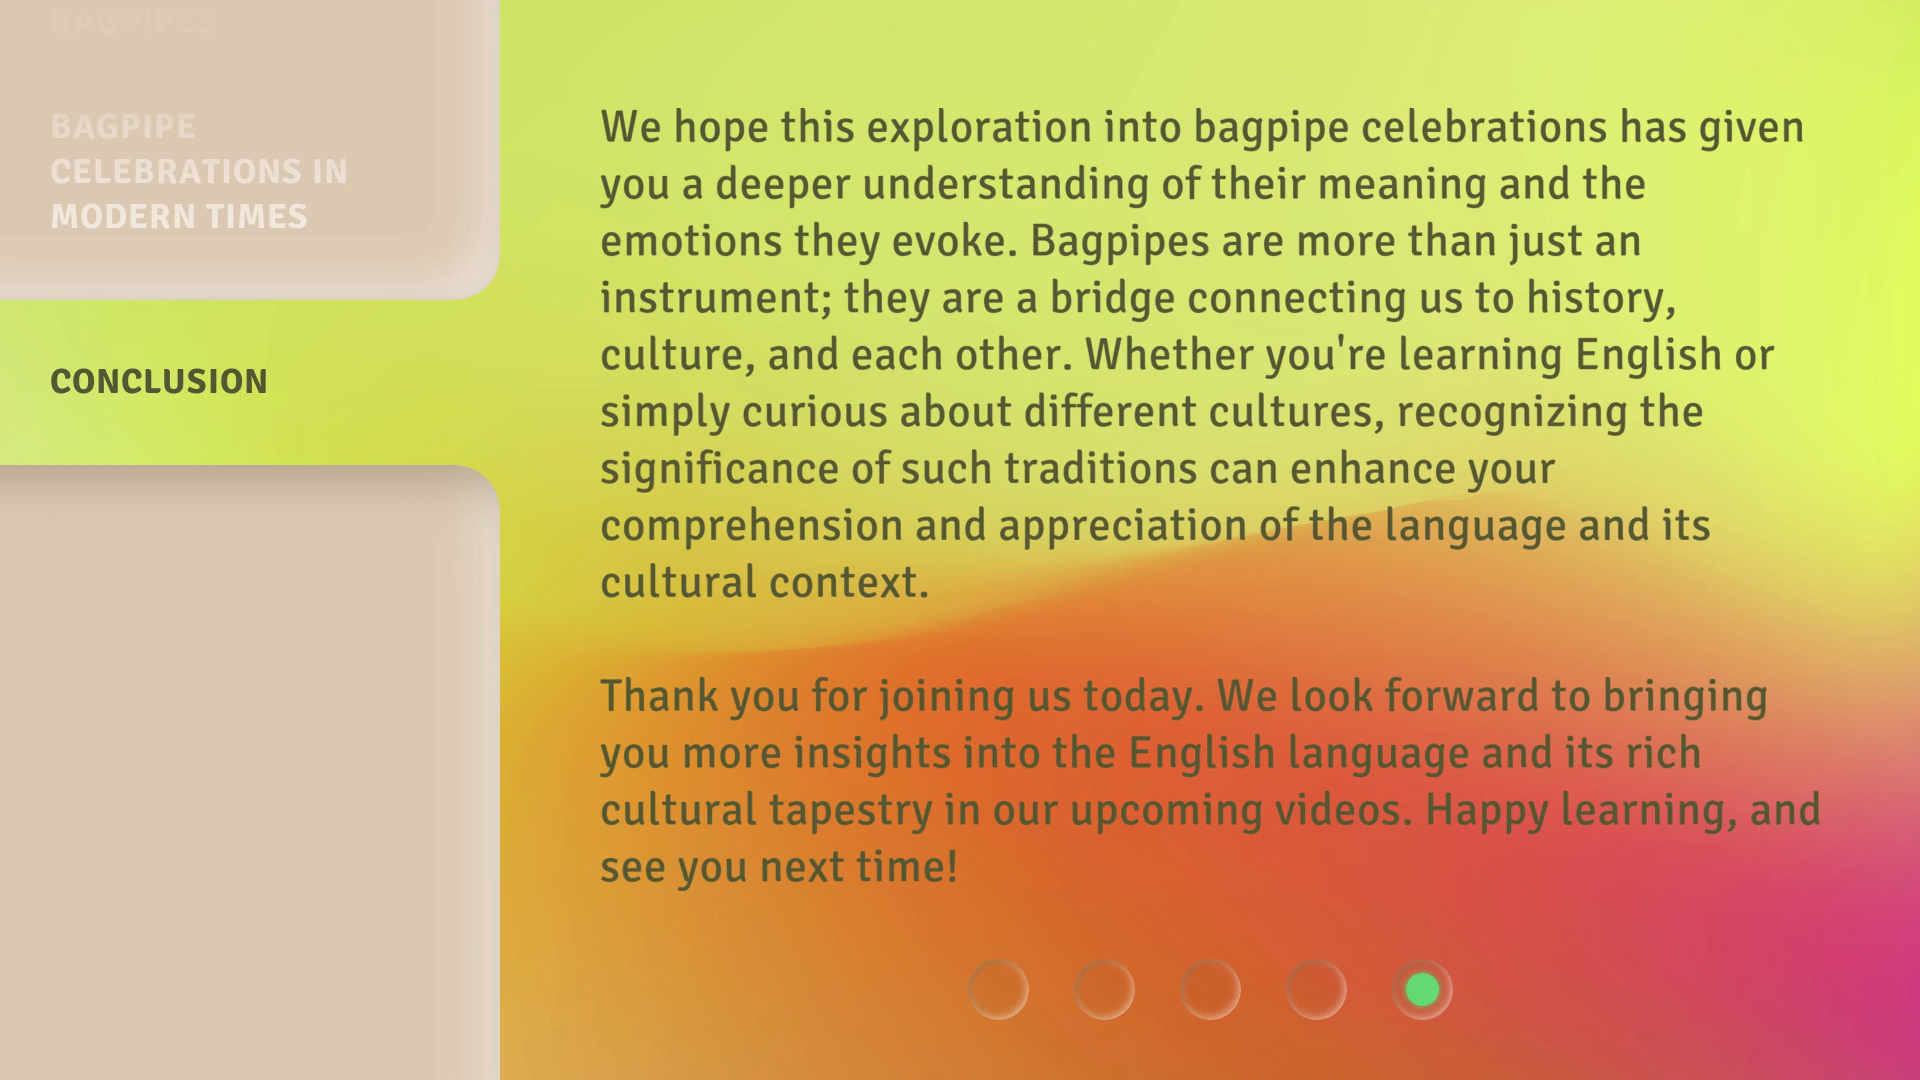 BAGPIPES
BAGPIPE
CELEBRATIONS IN
MODERN TIMES
CONCLUSION
We hope this exploration into bagpipe celebrations has given
you a deeper understanding of their meaning and the
emotions they evoke. Bagpipes are more than just an
instrument; they are a bridge connecting us to history,
culture, and each other. Whether you're learning English or
simply curious about different cultures, recognizing the
significance of such traditions can enhance your
comprehension and appreciation of the language and its
cultural context.
Thank you for joining us today. We look forward to bringing
you more insights into the English language and its rich
cultural tapestry in our upcoming videos. Happy learning, and
see you next time!